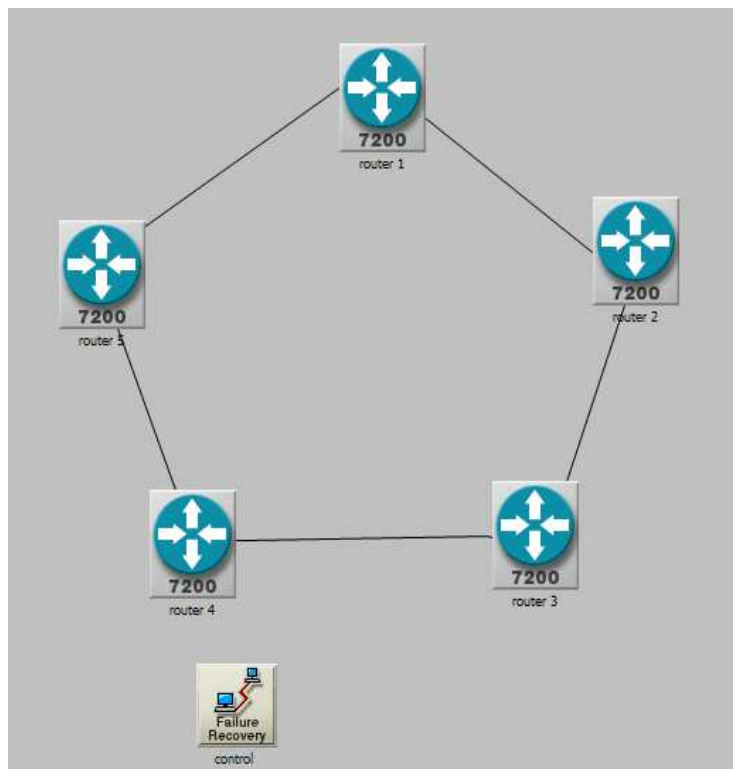 7200
router 1
7200
router 2
7200
router 5
7200
router 3
7200
router 4
Failure
Recovery
control